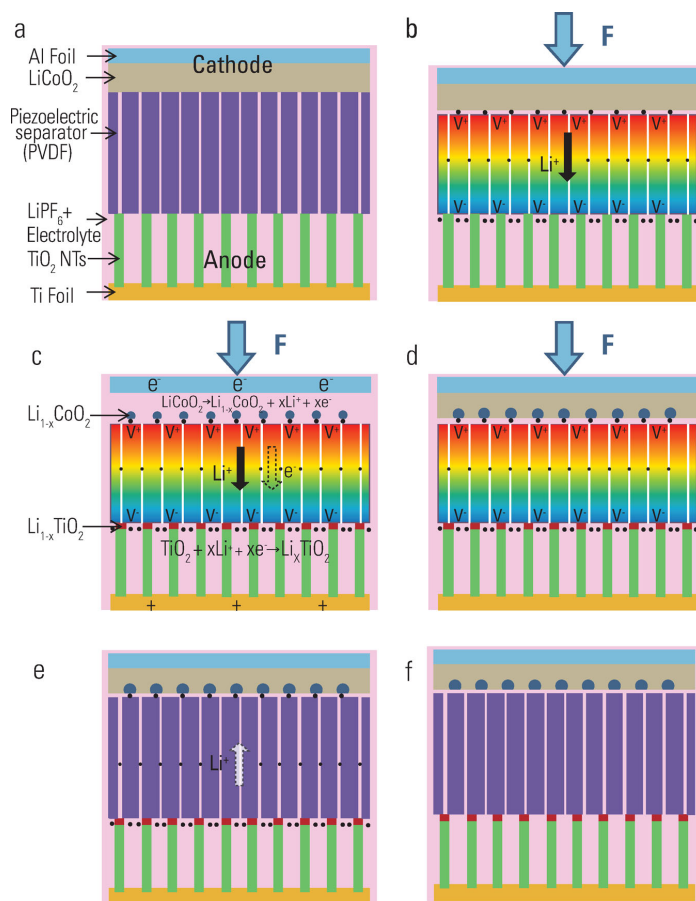 a
Al Foil
LiCoO₂
Cathode
Piezoelectric
separator
(PVDF)
LiPF₆+
Electrolyte
TiO₂ NTs
Anode
Ti Foil
b
F
V⁺ V⁺ V⁺ V⁺ V⁺ V⁺
Li⁺
V⁻ V⁻ V⁻ V⁻ V⁻ V⁻
c
F
e⁻ e⁻ e⁻
LiCoO₂→Li₁₋ₓCoO₂ + xLi⁺ + xe⁻
Li₁₋ₓCoO₂
V⁺ V⁺ V⁺ V⁺ V⁺ V⁺
Li⁺ e⁻
V⁻ V⁻ V⁻ V⁻ V⁻ V⁻
Li₁₋ₓTiO₂
TiO₂ + xLi⁺ + xe⁻→LiₓTiO₂
+ + +
d
F
V⁺ V⁺ V⁺ V⁺ V⁺ V⁺
V⁻ V⁻ V⁻ V⁻ V⁻ V⁻
e
Li⁺
f